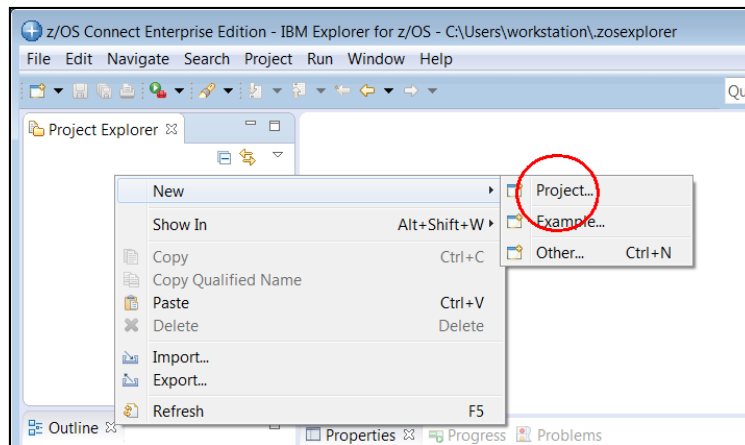 z/OS Connect Enterprise Edition - IBM Explorer for z/OS - C:\Users\workstation\.zosexplorer
File Edit Navigate Search Project Run Window Help
Qu
Project Explorer
New
Project...
Show In Alt+Shift+W
Example...
Copy Ctrl+C
Other... Ctrl+N
Copy Qualified Name
Paste Ctrl+V
Delete Delete
Import...
Export...
Refresh F5
Outline
Properties Progress Problems